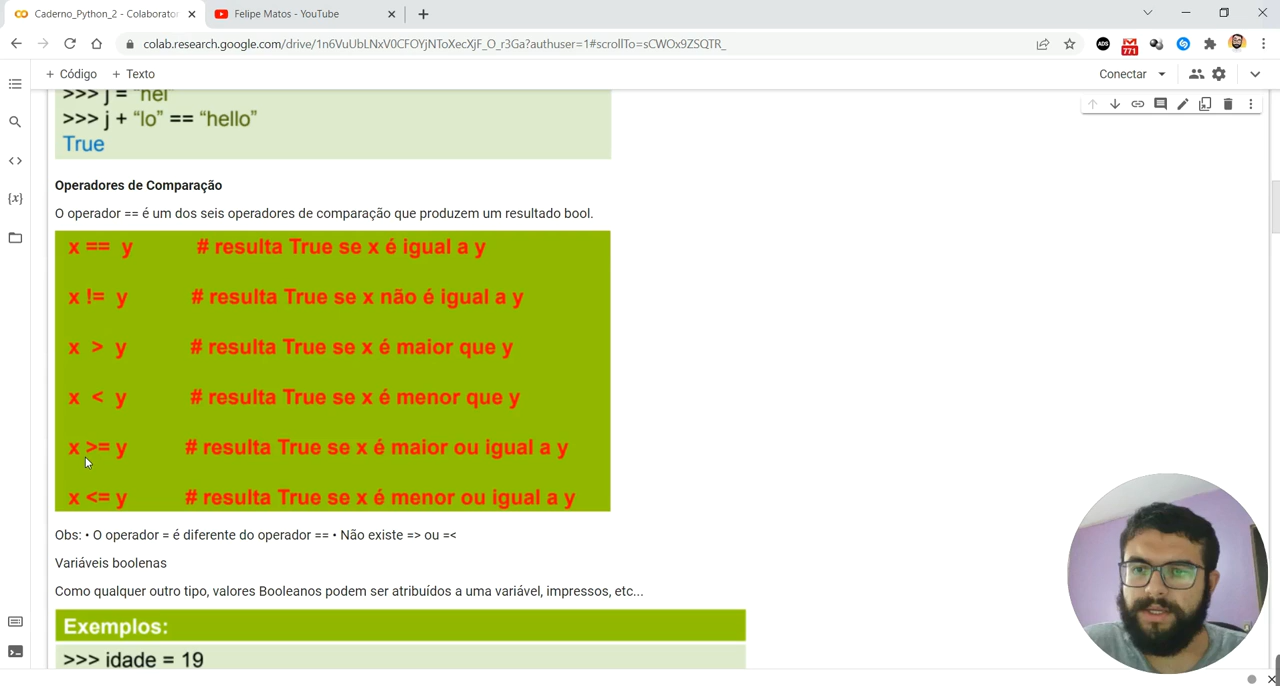 Caderno_Python_2 - Colaborator
Felipe Matos - YouTube
colab.research.google.com/drive/1n6VuUbLNxV0CFOYjNToXecXjF_O_r3Ga?authuser=1#scrollTo=sCWOx9ZSQTR_
ABS
771
+ Código + Texto
Conectar
>>> j = "hel"
>>> j + “lo” == “hello”
True
Operadores de Comparação
O operador == é um dos seis operadores de comparação que produzem um resultado bool.
x == y # resulta True se x é igual a y
x != y # resulta True se x não é igual a y
x > y # resulta True se x é maior que y
x < y # resulta True se x é menor que y
x >= y # resulta True se x é maior ou igual a y
x <= y # resulta True se x é menor ou igual a y
Obs: • O operador = é diferente do operador == • Não existe => ou =<
Variáveis boolenas
Como qualquer outro tipo, valores Booleanos podem ser atribuídos a uma variável, impressos, etc...
Exemplos:
>>> idade = 19